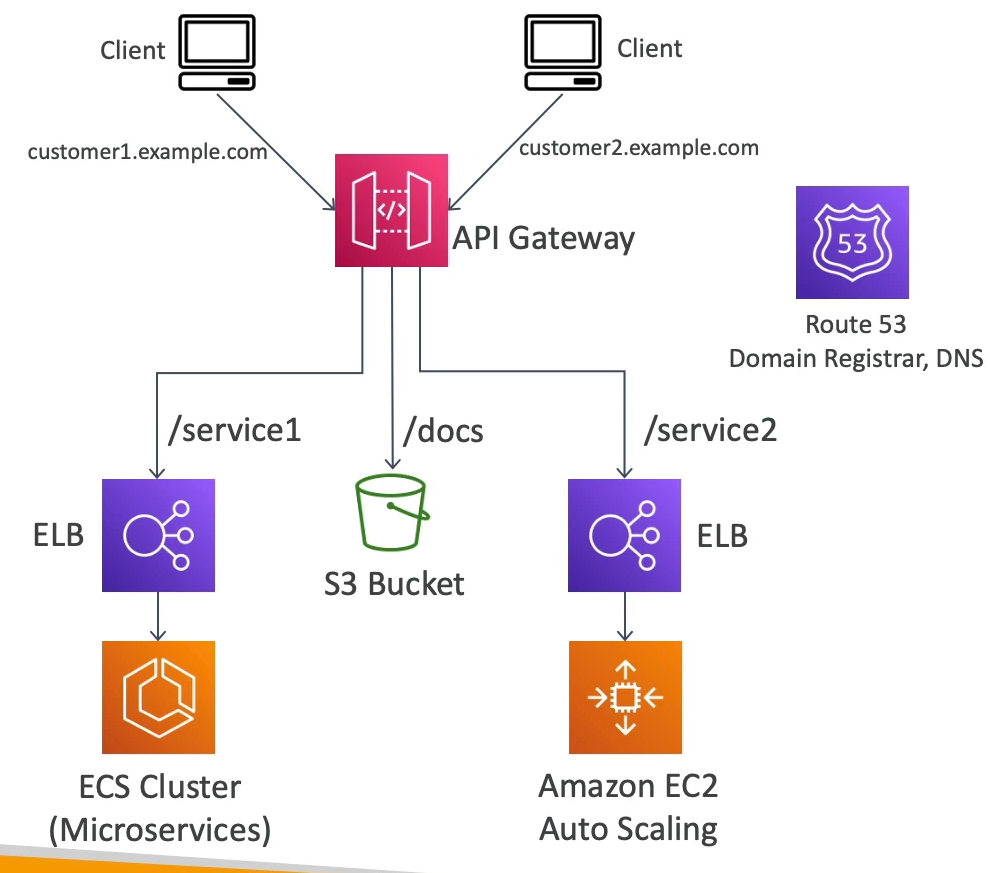 Client
Client
customer1.example.com
customer2.example.com
</>
API Gateway
53
Route 53
Domain Registrar, DNS
/service1
/docs
/service2
ELB
S3 Bucket
ELB
ECS Cluster
(Microservices)
Amazon EC2
Auto Scaling